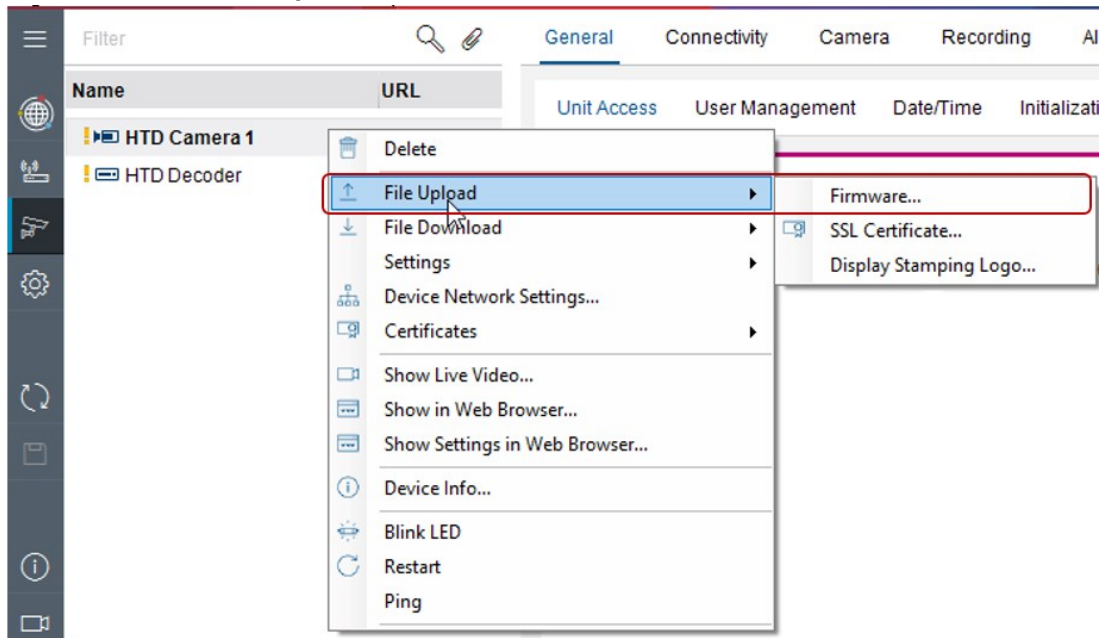 Filter
General Connectivity Camera Recording Al
Name URL
Unit Access User Management Date/Time Initializati
HTD Camera 1
HTD Decoder
Delete
File Upload
File Download
Settings
Device Network Settings...
Certificates
Show Live Video...
Show in Web Browser...
Show Settings in Web Browser...
Device Info...
Blink LED
Restart
Ping
Firmware...
SSL Certificate...
Display Stamping Logo...